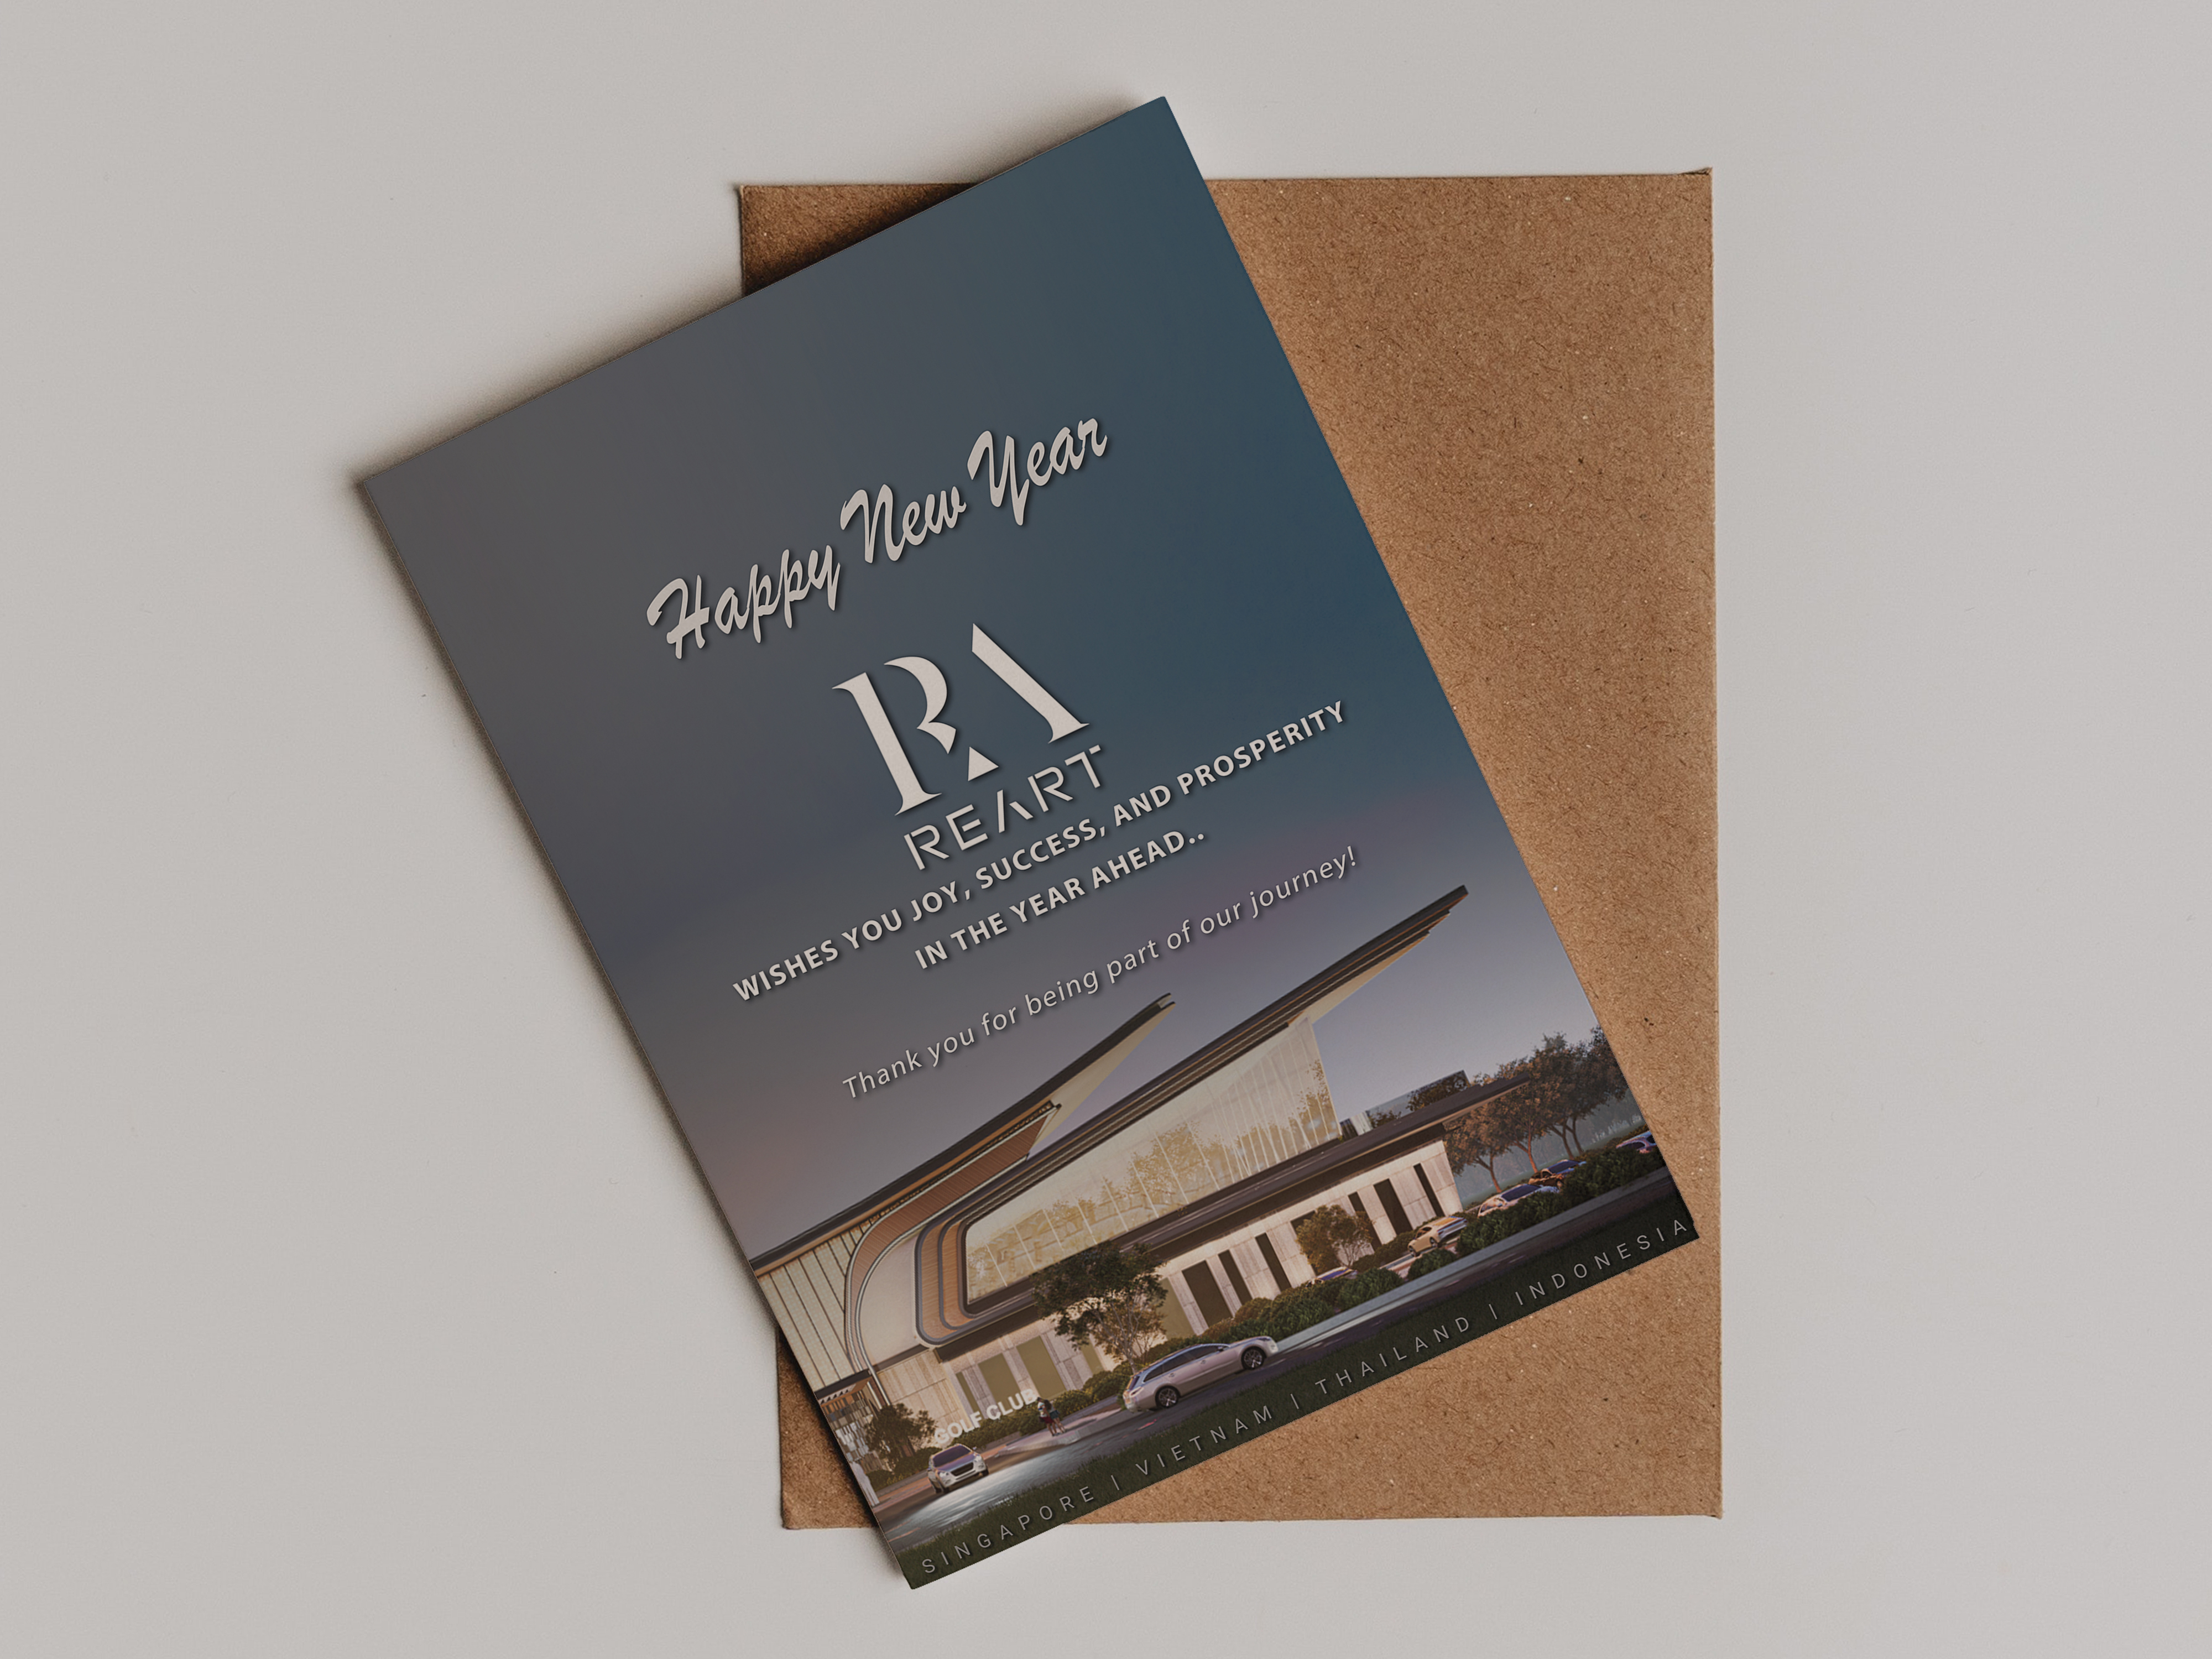 Happy New Year
RA
REART
WISHES YOU JOY, SUCCESS, AND PROSPERITY
IN THE YEAR AHEAD..
Thank you for being part of our journey!
GOLF CLUB
SINGAPORE | VIETNAM | THAILAND | INDONESIA